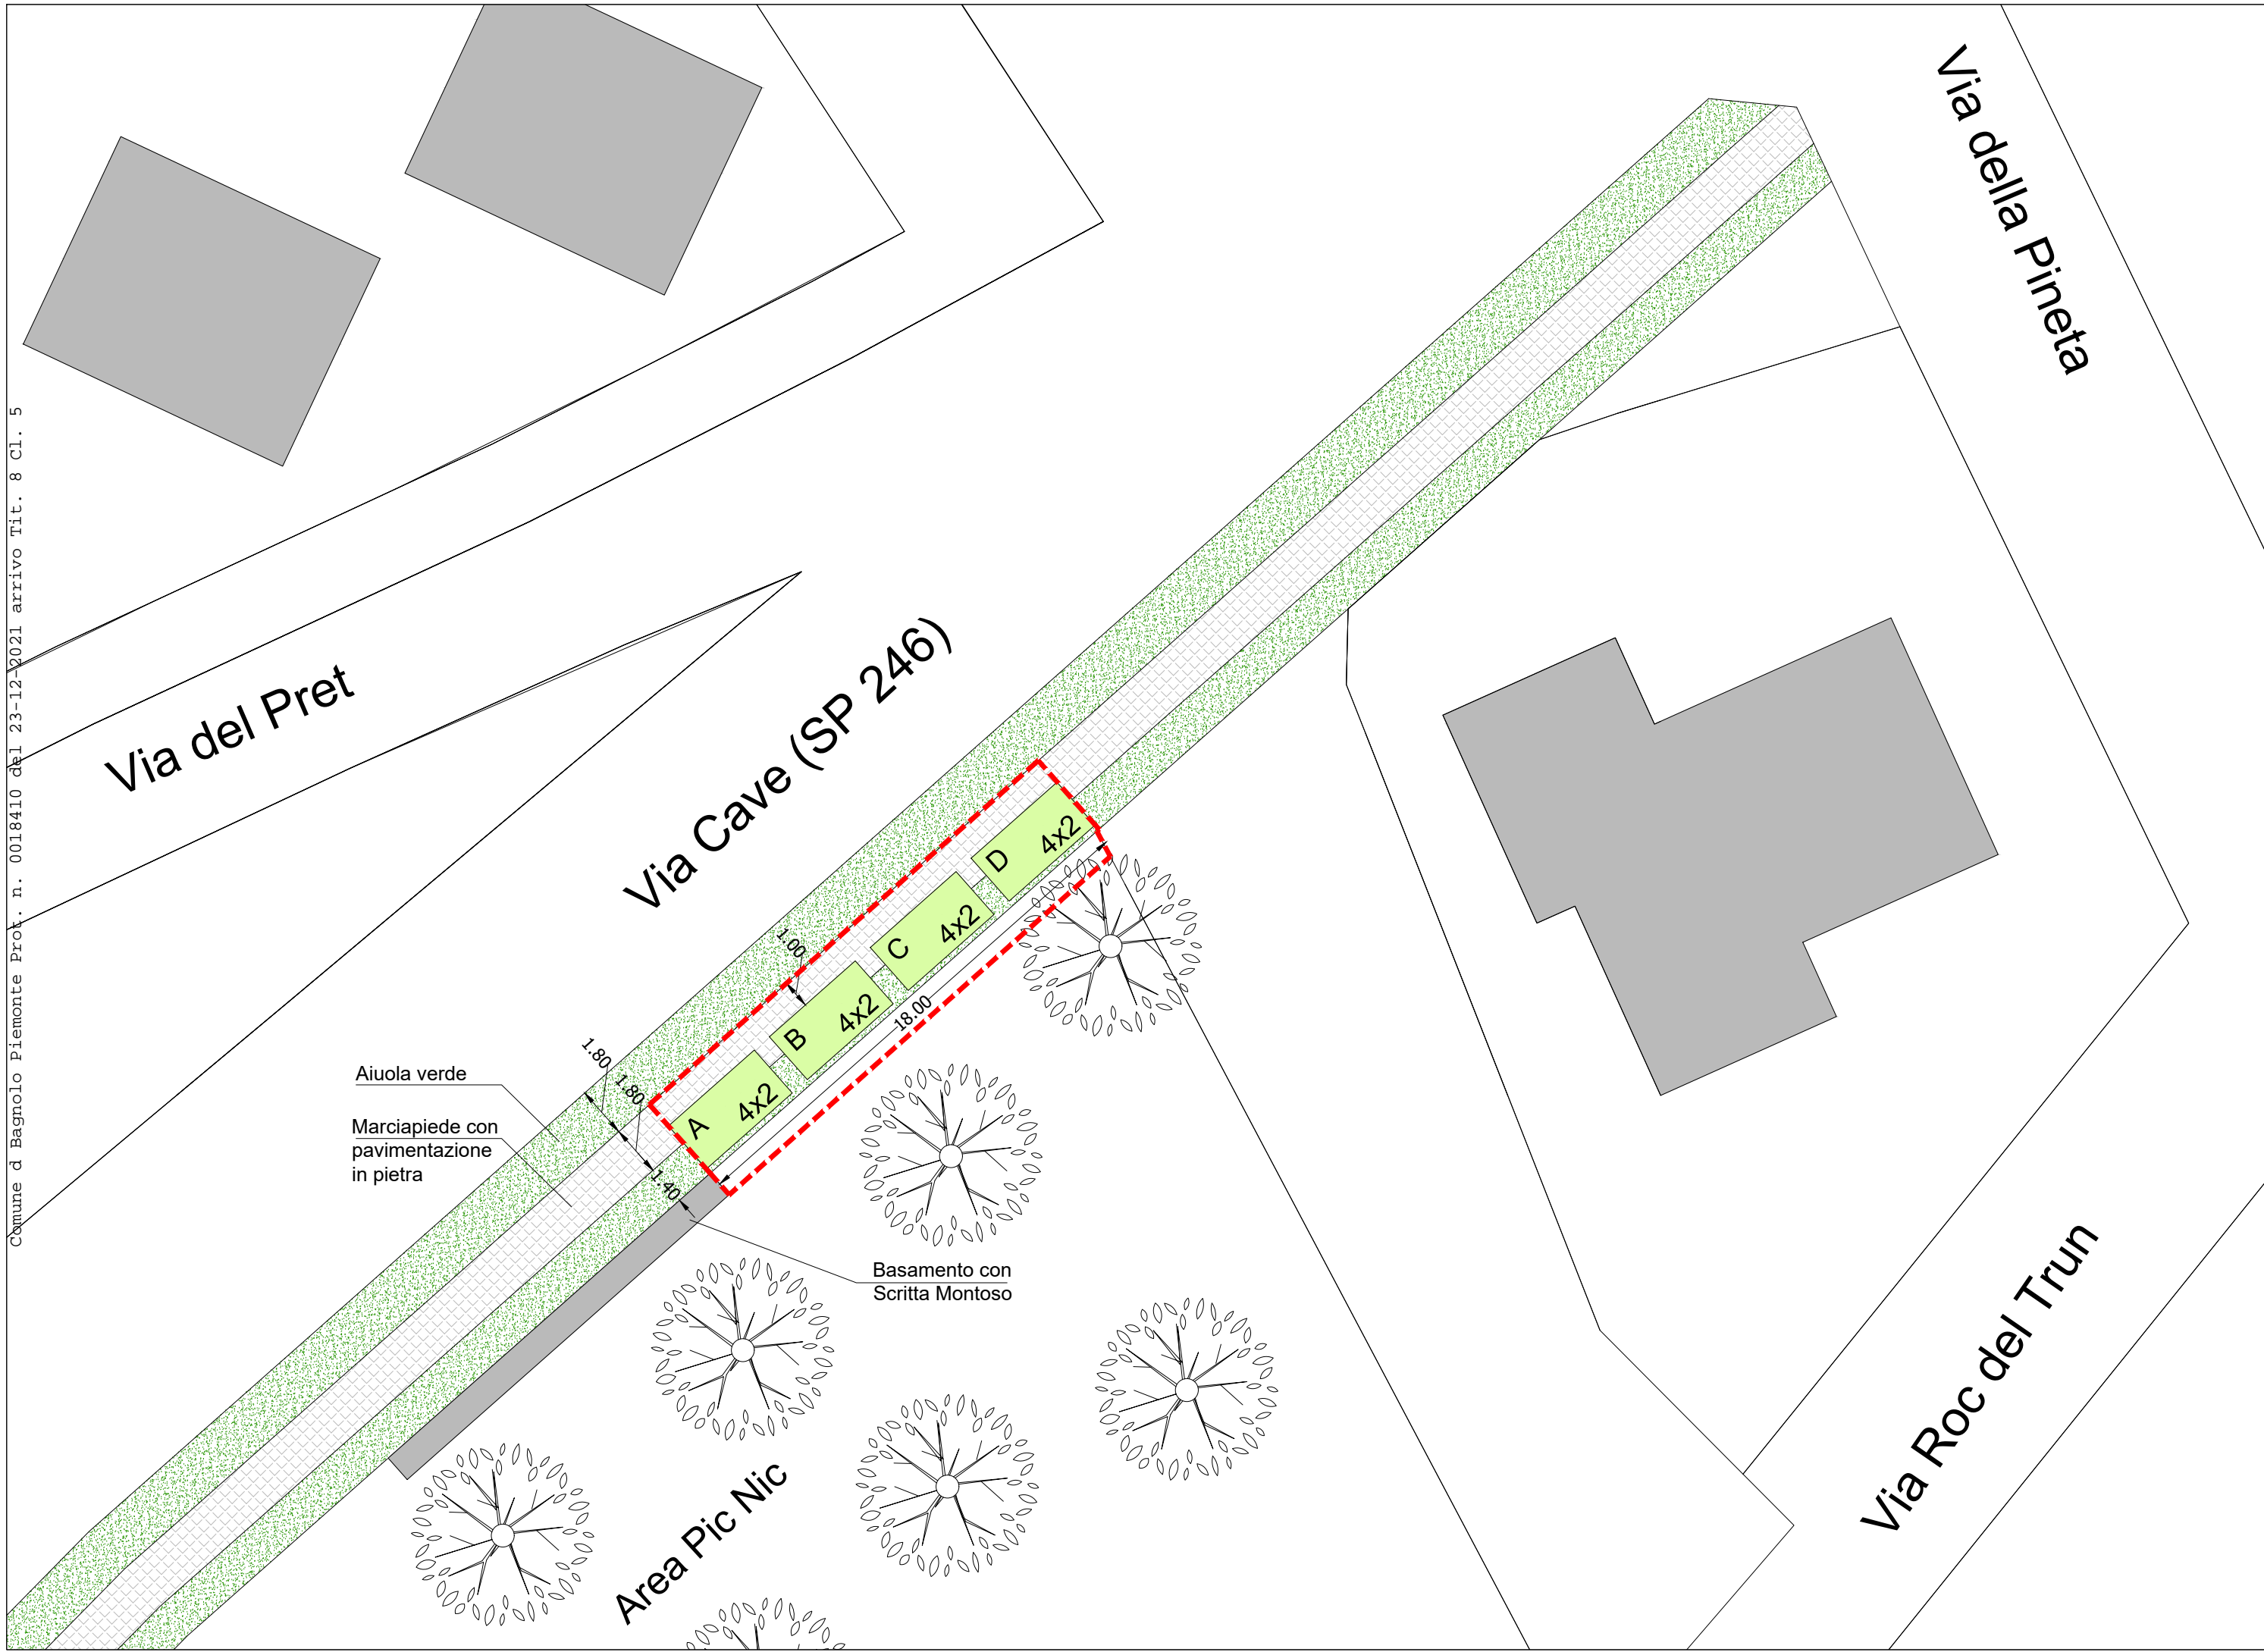 Via della Pineta
Comune d Bagnolo Piemonte Prot. n. 0018410 del 23-12-2021 arrivo Tit. 8 Cl. 5
Via del Pret
Via Cave (SP 246)
D 4x2
C 4x2
1.00
B 4x2
18.00
1.80
1.80
A 4x2
1.40
Aiuola verde
Marciapiede con
pavimentazione
in pietra
Basamento con
Scritta Montoso
Area Pic Nic
Via Roc del Trun